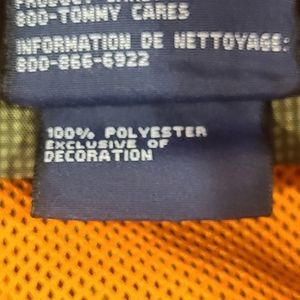 800-TOMMY CARES
INFORMATION DE NETTOYAGE:
800-866-6922
100% POLYESTER
EXCLUSIVE OF
DECORATION